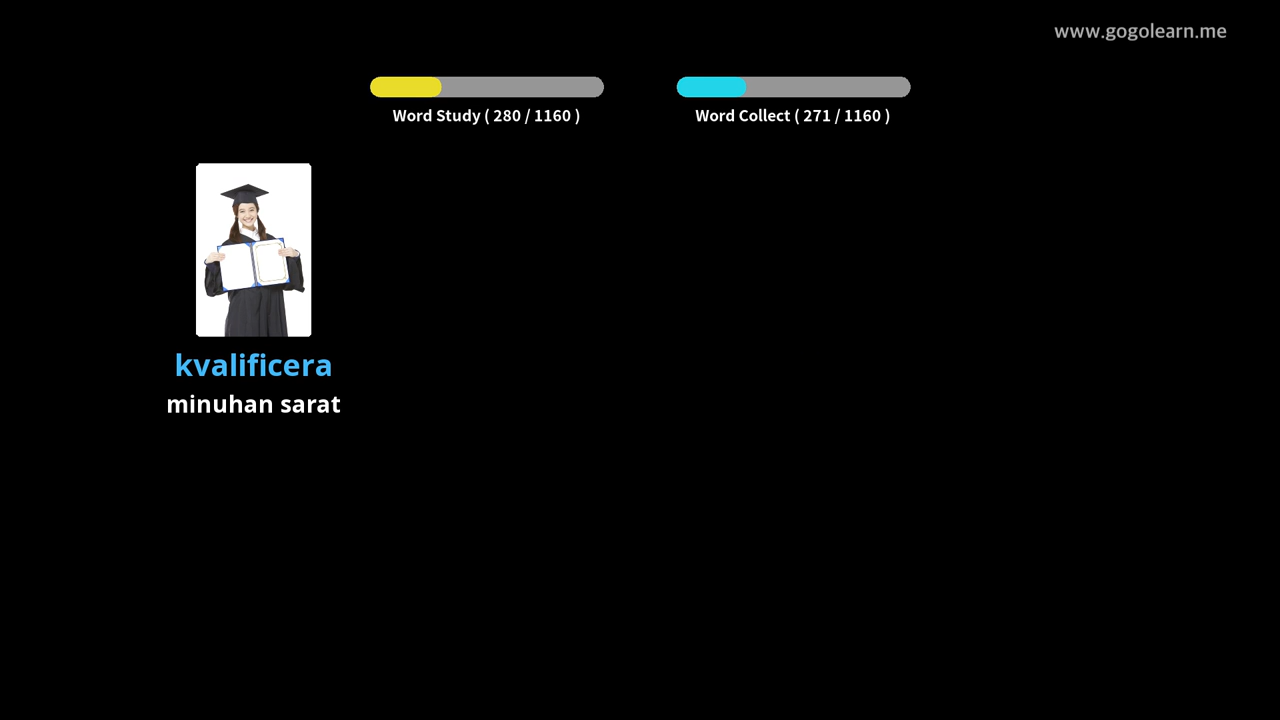 www.gogolearn.me
Word Study ( 280 / 1160 )
Word Collect ( 271 / 1160 )
kvalificera
minuhan sarat